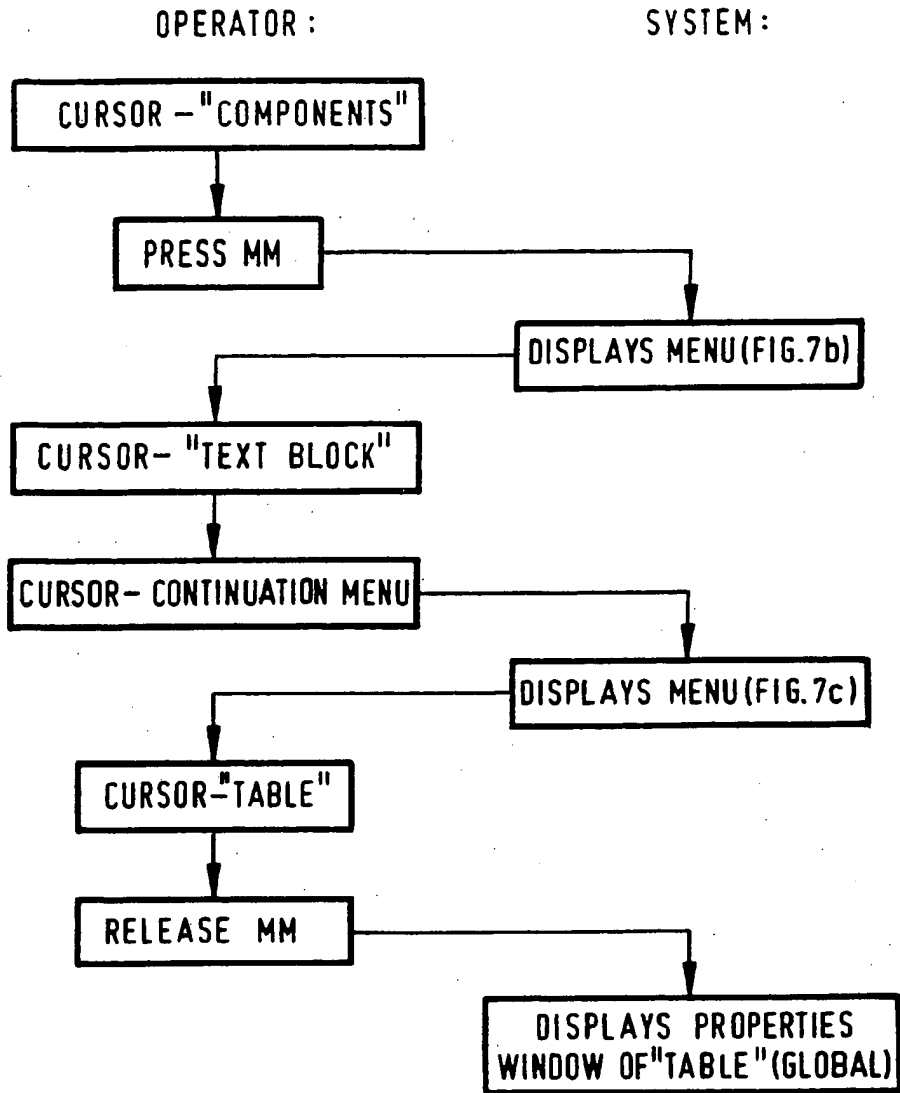 OPERATOR : SYSTEM :
CURSOR - "COMPONENTS"
PRESS MM
DISPLAYS MENU (FIG.7b)
CURSOR- "TEXT BLOCK"
CURSOR- CONTINUATION MENU
DISPLAYS MENU (FIG.7c)
CURSOR-"TABLE"
RELEASE MM
DISPLAYS PROPERTIES
WINDOW OF "TABLE" (GLOBAL)